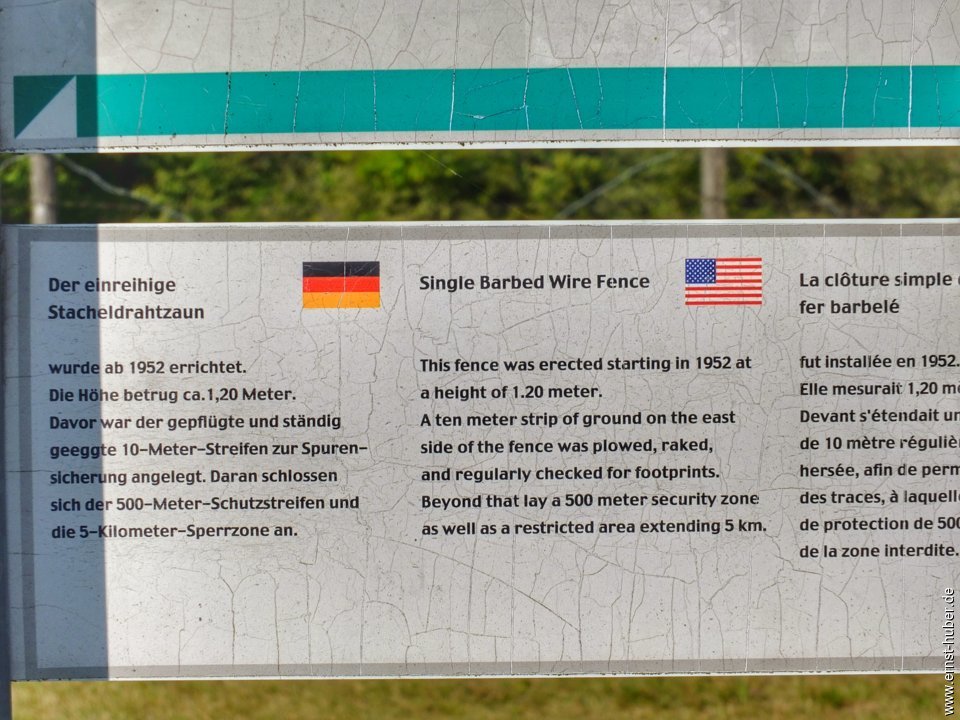 Der einreihige
Stacheldrahtzaun
wurde ab 1952 errichtet.
Die Höhe betrug ca.1,20 Meter.
Davor war der gepflügte und ständig
geeggte 10-Meter-Streifen zur Spuren-
sicherung angelegt. Daran schlossen
sich der 500-Meter-Schutzstreifen und
die 5-Kilometer-Sperrzone an.
Single Barbed Wire Fence
This fence was erected starting in 1952 at
a height of 1.20 meter.
A ten meter strip of ground on the east
side of the fence was plowed, raked,
and regularly checked for footprints.
Beyond that lay a 500 meter security zone
as well as a restricted area extending 5 km.
La clôture simple
fer barbelé
fut installée en 1952.
Elle mesurait 1,20
Devant s'étendait
de 10 mètre
hersée, afin de
des traces, à
de protection de
de la zone interdite.
www.ernst-huber.de